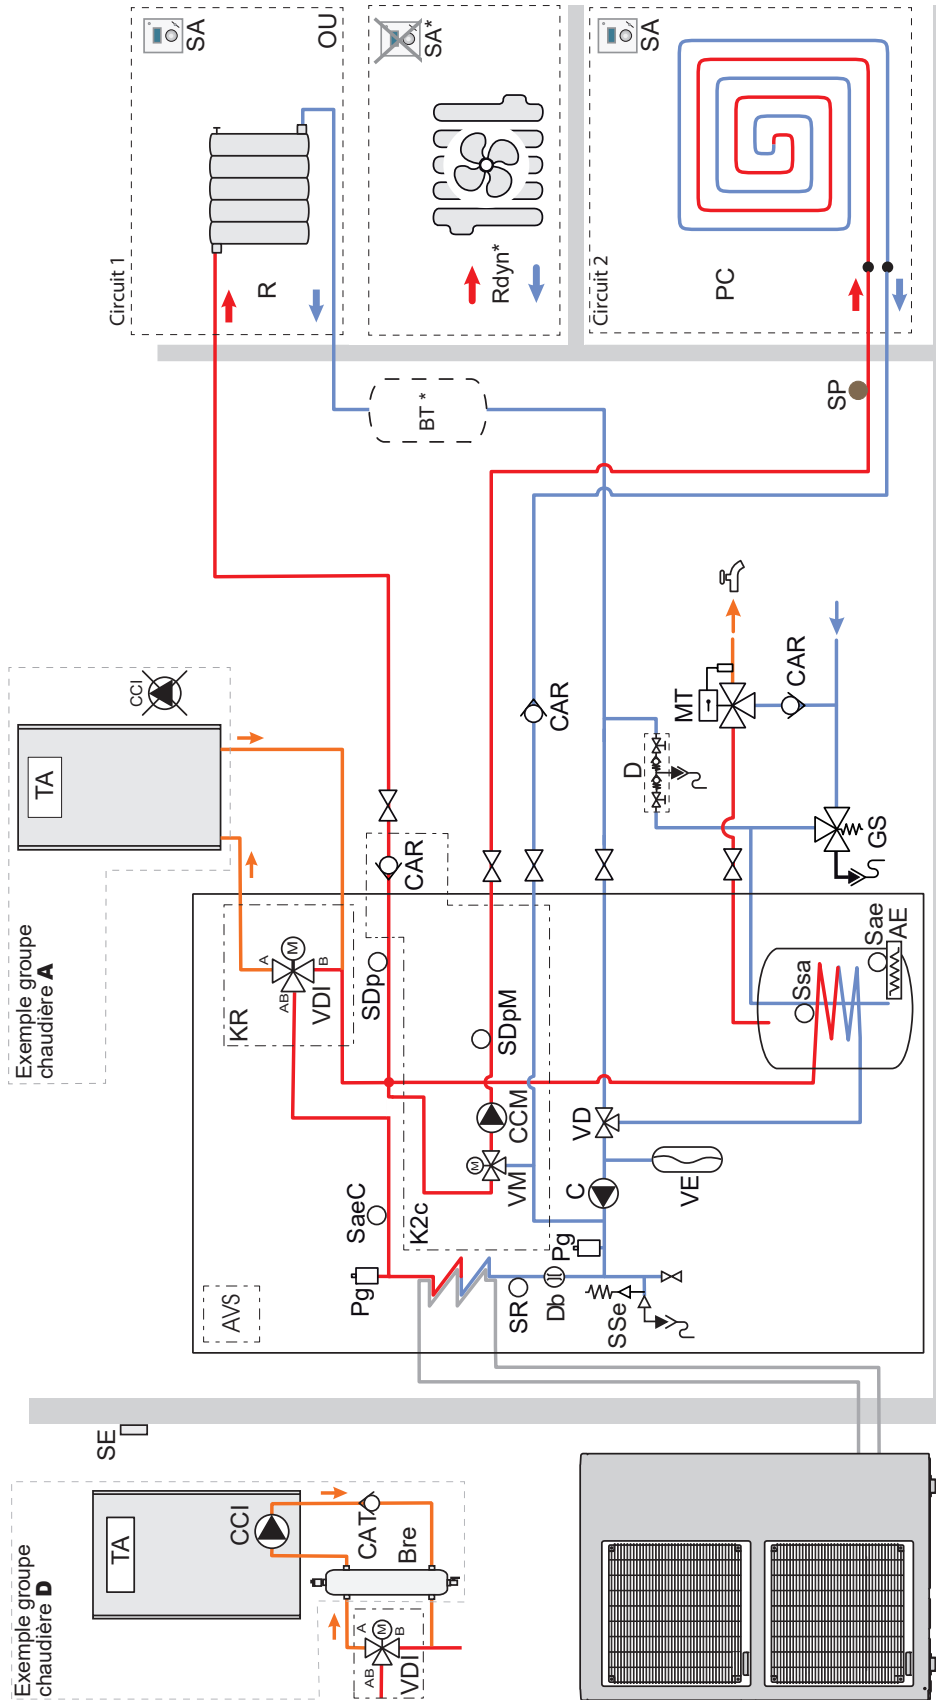 Exemple groupe
chaudière D
TA
CCI
CAT
Bre
A
M
B
AB
VDI
SE
Exemple groupe
chaudière A
TA
CCI
KR
A
M
B
AB
VDI
AVS
SaeC
Pg
K2c
SDp
SDpM
CAR
CCM
M
VM
SR
Db
Pg
C
SSe
VE
VD
Ssa
Sae
AE
CAR
D
MT
CAR
GS
BT *
SP
Circuit 1
R
SA
OU
SA*
Rdyn*
Circuit 2
PC
SA